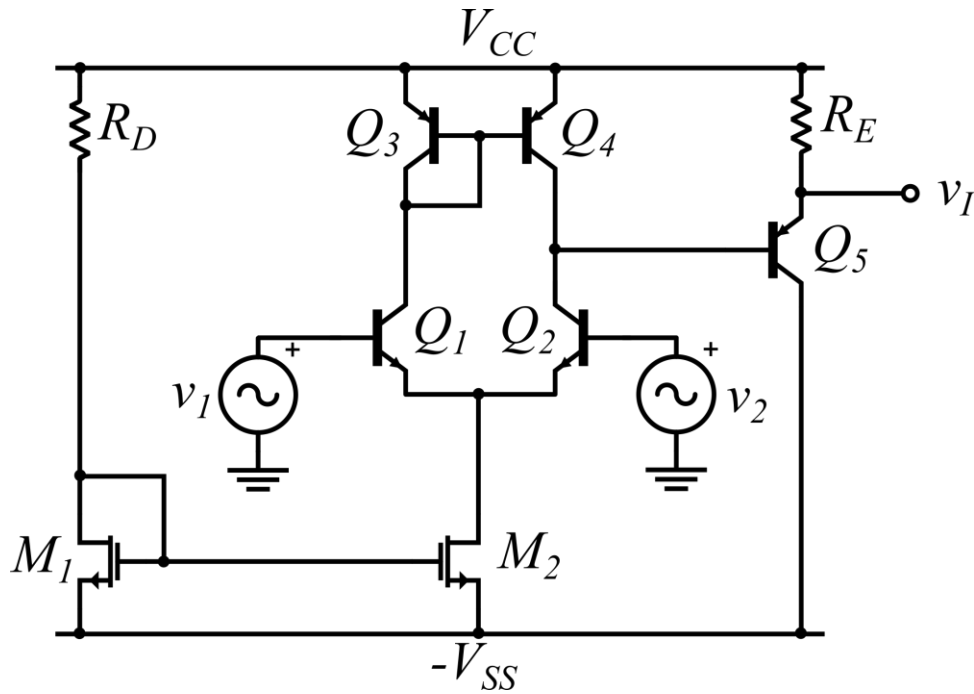 V_CC
R_D
Q_3
Q_4
R_E
v_I
Q_5
Q_1
Q_2
+
+
v_1
v_2
M_1
M_2
-V_SS